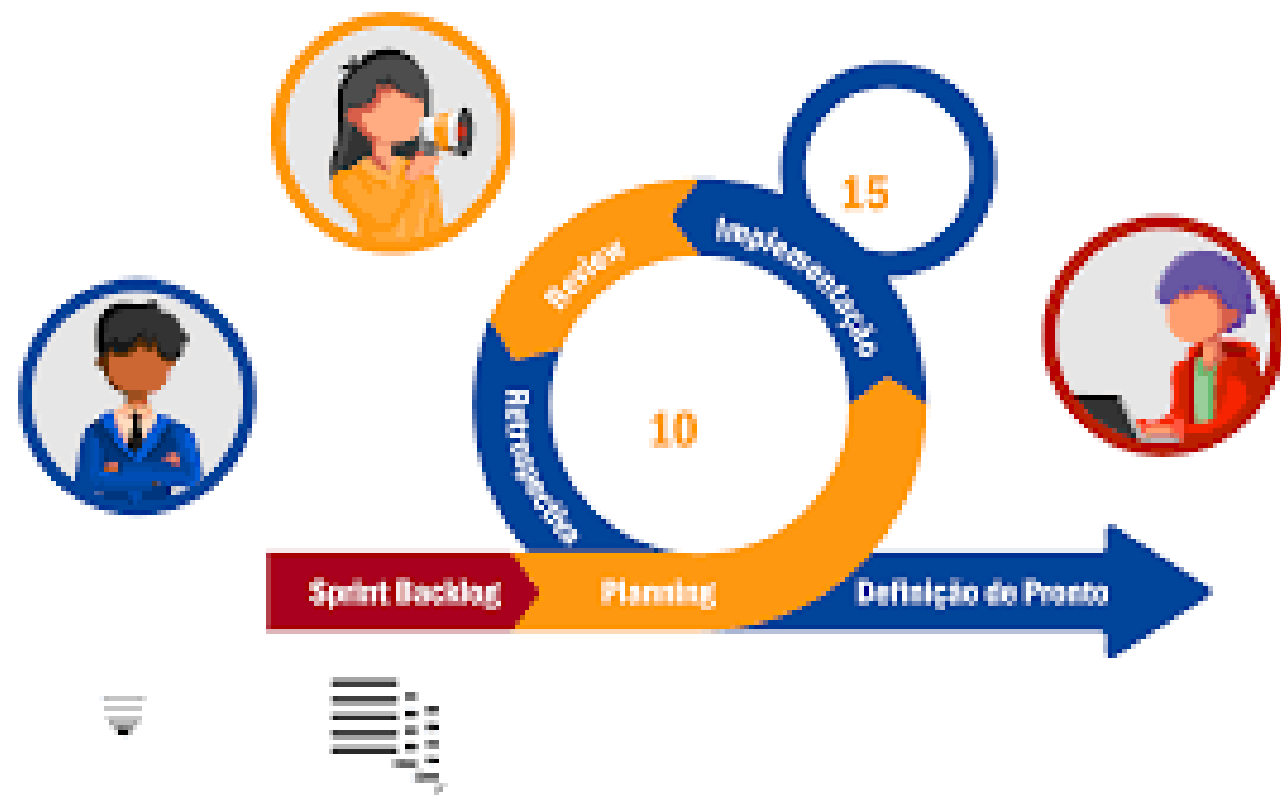 15
Implementação
Review
10
Retrospectiva
Sprint Backlog
Planning
Definição de Pronto